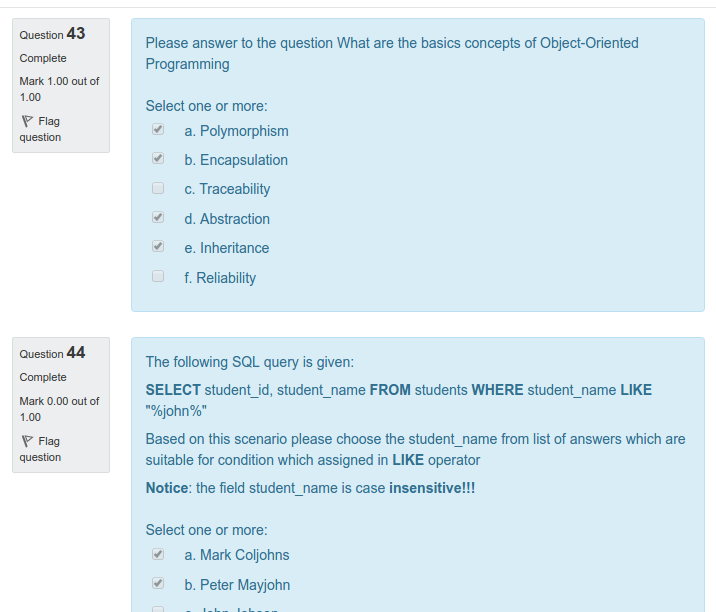 Question 43
Complete
Mark 1.00 out of
1.00
Flag
question
Please answer to the question What are the basics concepts of Object-Oriented
Programming
Select one or more:
a. Polymorphism
b. Encapsulation
c. Traceability
d. Abstraction
e. Inheritance
f. Reliability
Question 44
Complete
Mark 0.00 out of
1.00
Flag
question
The following SQL query is given:
SELECT student_id, student_name FROM students WHERE student_name LIKE
"%john%"
Based on this scenario please choose the student_name from list of answers which are
suitable for condition which assigned in LIKE operator
Notice: the field student_name is case insensitive!!!
Select one or more:
a. Mark Coljohns
b. Peter Mayjohn